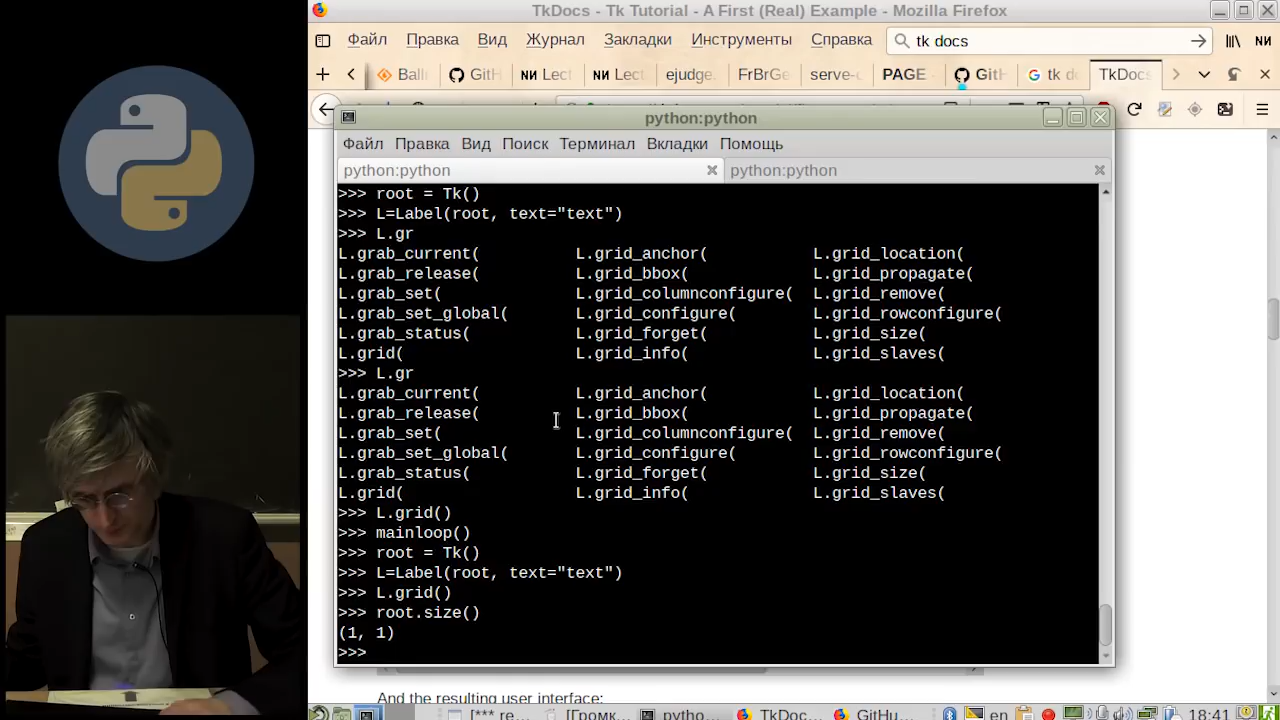 TkDocs - Tk Tutorial - A First (Real) Example - Mozilla Firefox
Файл Правка Вид Журнал Закладки Инструменты Справка tk docs
GitH Lect Lect ejudge. FrBrGe serve-c PAGE GitH tk d TkDocs
python:python
Файл Правка Вид Поиск Терминал Вкладки Помощь
python:python python:python
>>> root = Tk()
>>> L=Label(root, text="text")
>>> L.gr
L.grab_current( L.grid_anchor( L.grid_location(
L.grab_release( L.grid_bbox( L.grid_propagate(
L.grab_set( L.grid_columnconfigure( L.grid_remove(
L.grab_set_global( L.grid_configure( L.grid_rowconfigure(
L.grab_status( L.grid_forget( L.grid_size(
L.grid( L.grid_info( L.grid_slaves(
>>> L.gr
L.grab_current( L.grid_anchor( L.grid_location(
L.grab_release( L.grid_bbox( L.grid_propagate(
L.grab_set( L.grid_columnconfigure( L.grid_remove(
L.grab_set_global( L.grid_configure( L.grid_rowconfigure(
L.grab_status( L.grid_forget( L.grid_size(
L.grid( L.grid_info( L.grid_slaves(
>>> L.grid()
>>> mainloop()
>>> root = Tk()
>>> L=Label(root, text="text")
>>> L.grid()
>>> root.size()
(1, 1)
>>>
And the resulting user interface:
[*** re... [Громк... pytho... TkDoc... GitHu... en 18:41